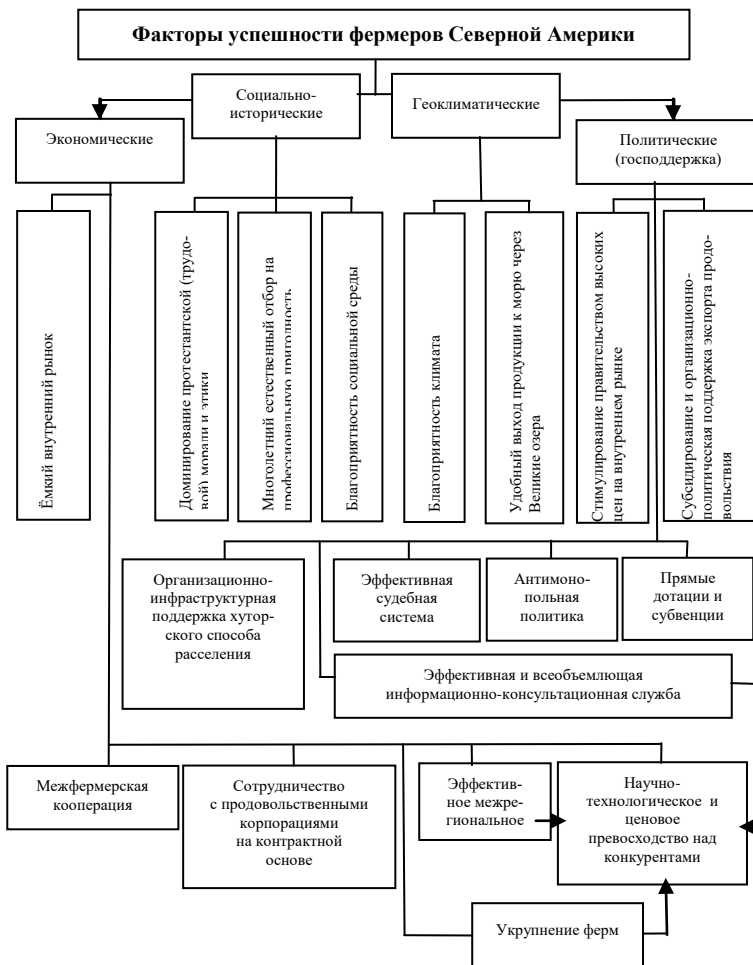 Факторы успешности фермеров Северной Америки
Социально-
исторические
Геоклиматические
Экономические
Политические
(господдержка)
Ёмкий внутренний рынок
Доминирование протестантской (трудо-
вой) морали и этики
Многолетний естественный отбор на
профессиональную пригодность
Благоприятность социальной среды
Благоприятность климата
Удобный выход продукции к морю через
Великие озера
Стимулирование правительством высоких
цен на внутреннем рынке
Субсидирование и организационно-
политическая поддержка экспорта продо-
вольствия
Организационно-
инфраструктурная
поддержка хутор-
ского способа
расселения
Эффективная
судебная
система
Антимоно-
польная
политика
Прямые
дотации и
субвенции
Эффективная и всеобъемлющая
информационно-консультационная служба
Межфермерская
кооперация
Сотрудничество
с продовольственными
корпорациями
на контрактной
основе
Эффектив-
ное межре-
гиональное
Научно-
технологическое и
ценовое
превосходство над
конкурентами
Укрупнение ферм